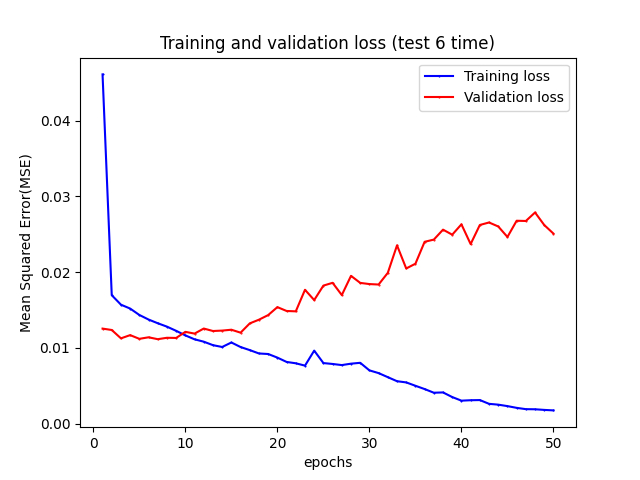 Training and validation loss (test 6 time)
Training loss
Validation loss
0.04
0.03
0.02
0.01
0.00
Mean Squared Error(MSE)
0
10
20
30
40
50
epochs